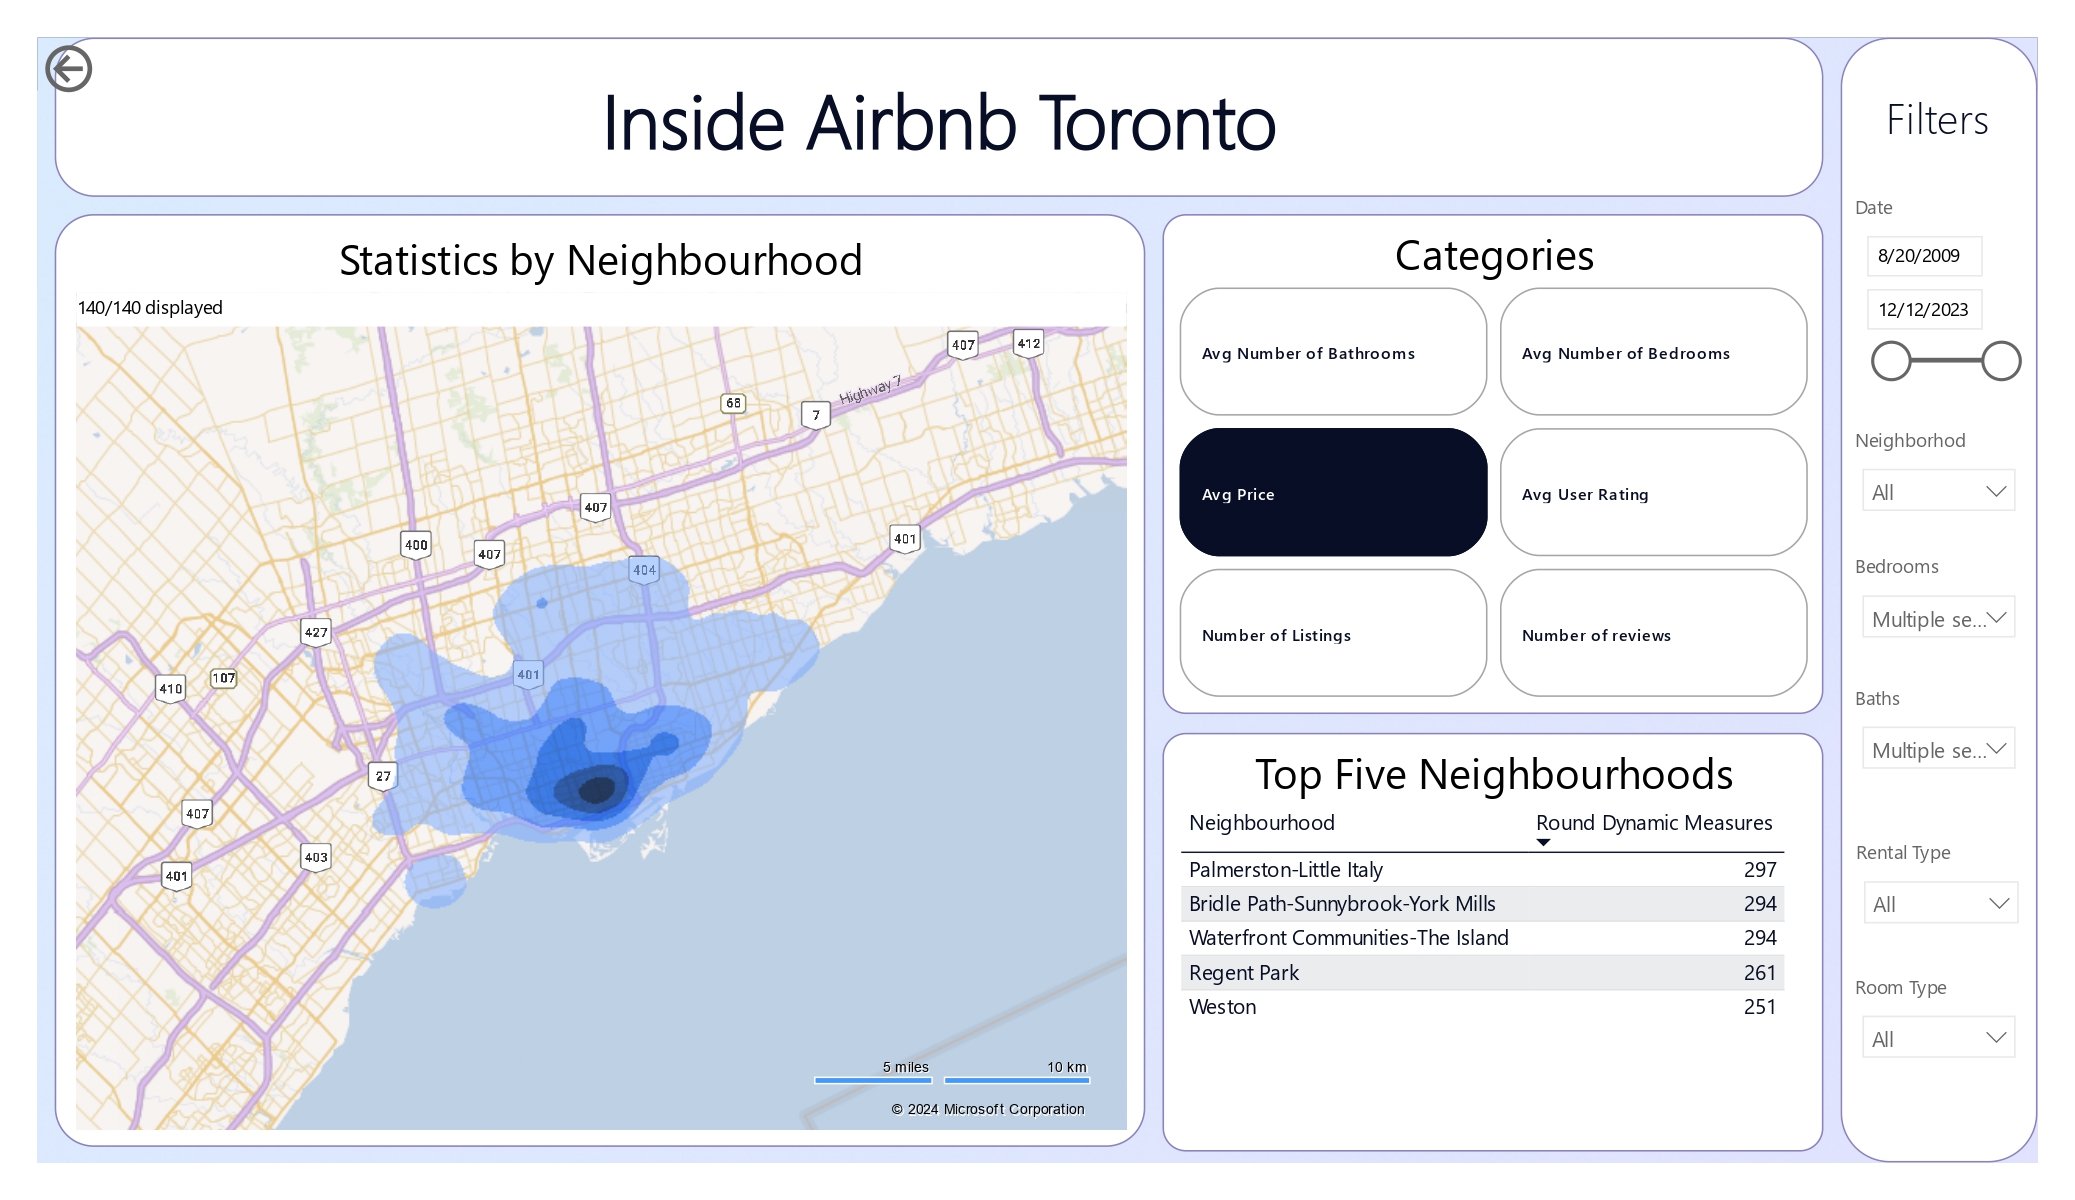 Inside Airbnb Toronto
Statistics by Neighbourhood
140/140 displayed
407
412
Highway 7
68
7
407
400
407
401
404
427
401
410
107
27
407
403
401
5 miles
10 km
© 2024 Microsoft Corporation
Categories
Avg Number of Bathrooms
Avg Number of Bedrooms
Avg Price
Avg User Rating
Number of Listings
Number of reviews
Top Five Neighbourhoods
Neighbourhood Round Dynamic Measures
Palmerston-Little Italy 297
Bridle Path-Sunnybrook-York Mills 294
Waterfront Communities-The Island 294
Regent Park 261
Weston 251
Filters
Date
8/20/2009
12/12/2023
Neighborhod
All
Bedrooms
Multiple se...
Baths
Multiple se...
Rental Type
All
Room Type
All